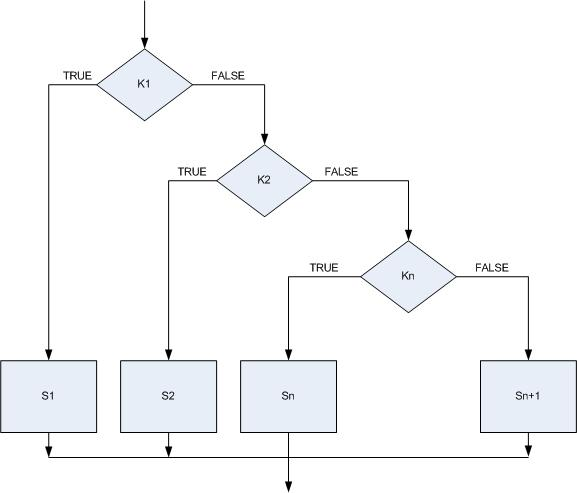 K1
TRUE
FALSE
K2
TRUE
FALSE
Kn
TRUE
FALSE
S1
S2
Sn
Sn+1